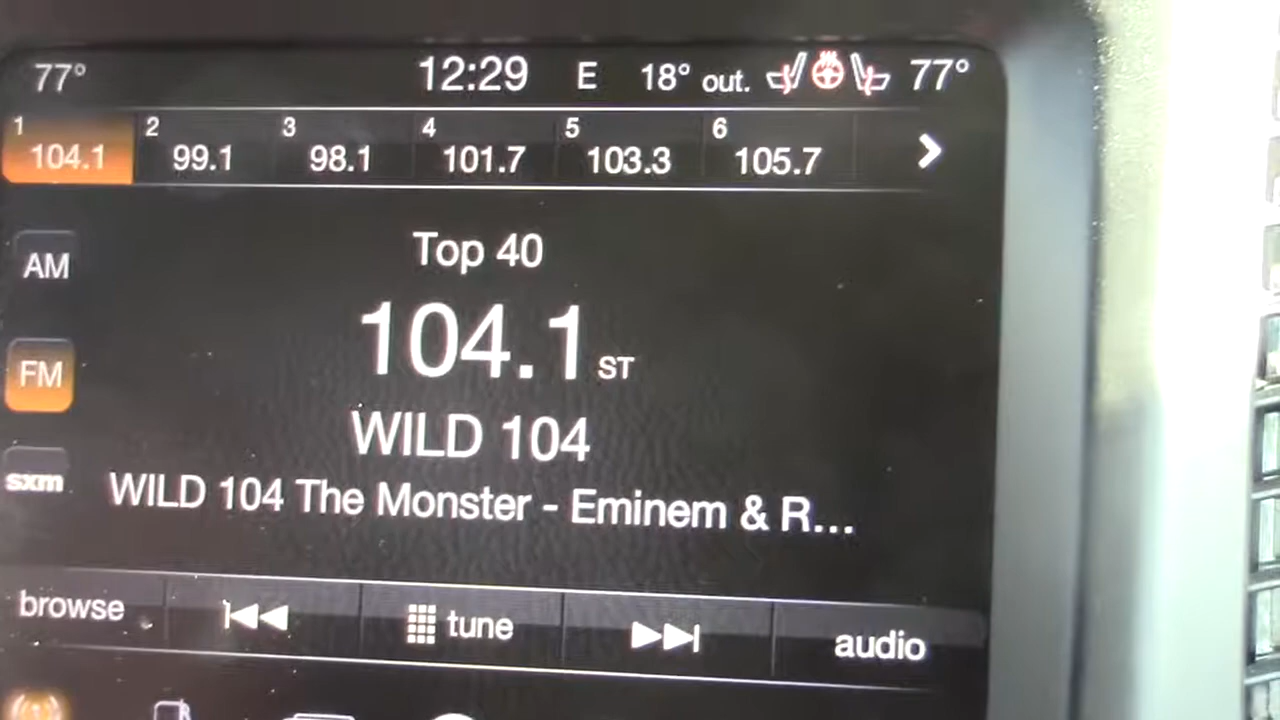 77° 12:29 E 18° out. 77°
1 2 3 4 5 6
104.1 99.1 98.1 101.7 103.3 105.7
Top 40
AM
104.1 ST
FM
WILD 104
sxm
WILD 104 The Monster - Eminem & R...
browse tune audio